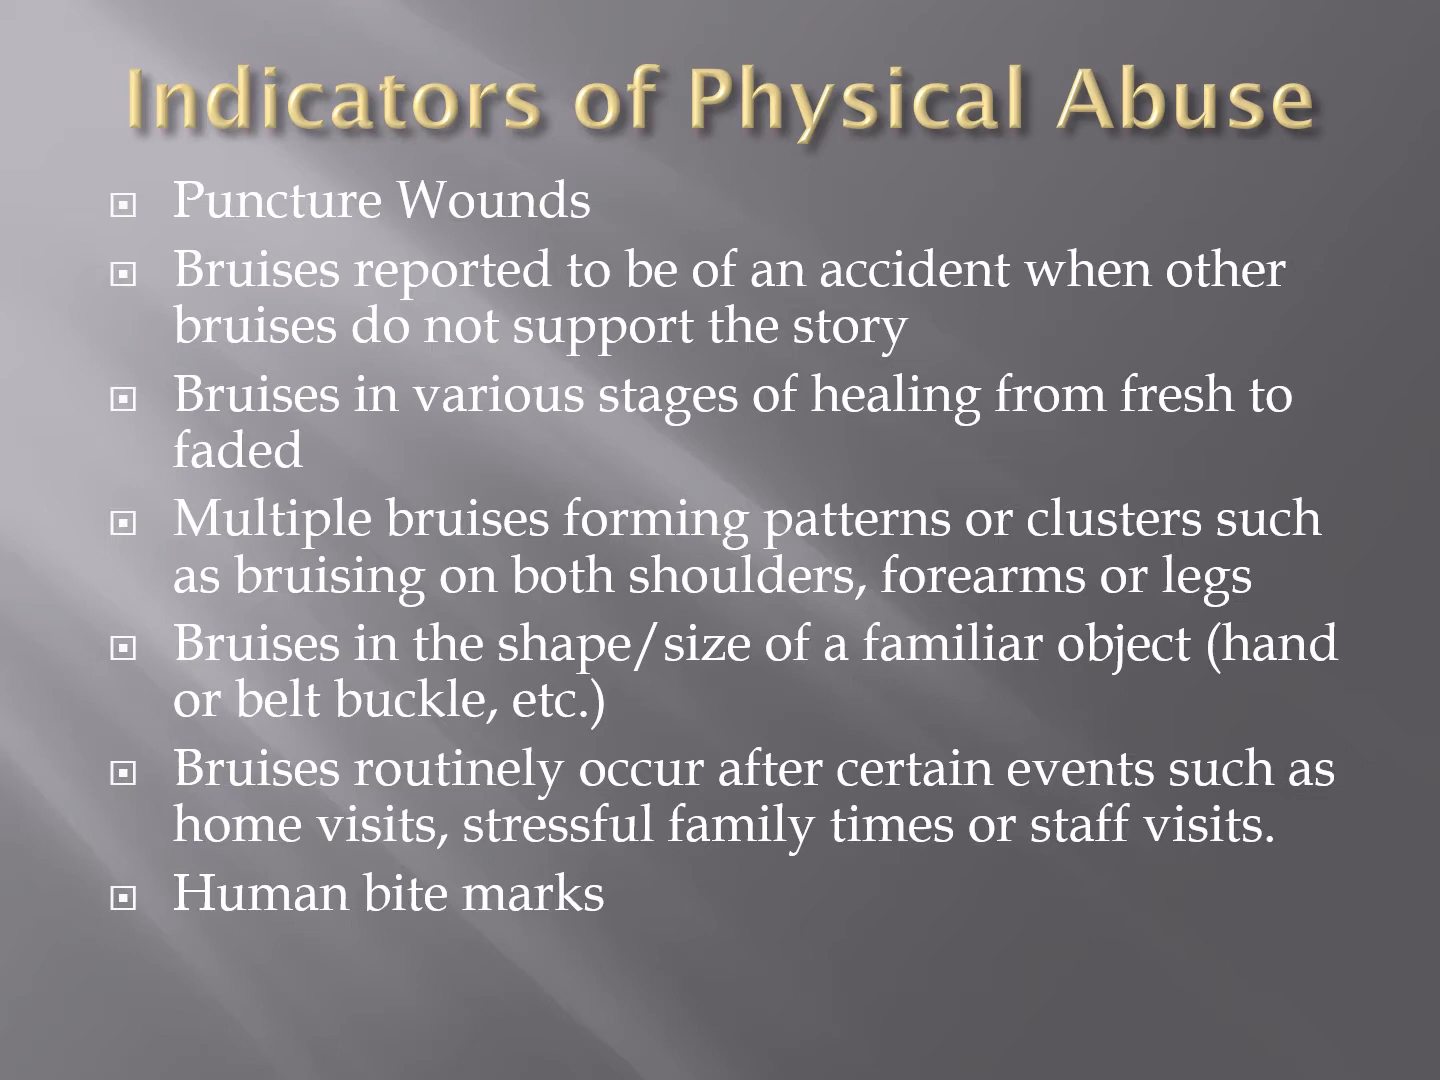 Indicators of Physical Abuse
Puncture Wounds
Bruises reported to be of an accident when other
bruises do not support the story
Bruises in various stages of healing from fresh to
faded
Multiple bruises forming patterns or clusters such
as bruising on both shoulders, forearms or legs
Bruises in the shape/size of a familiar object (hand
or belt buckle, etc.)
Bruises routinely occur after certain events such as
home visits, stressful family times or staff visits.
Human bite marks